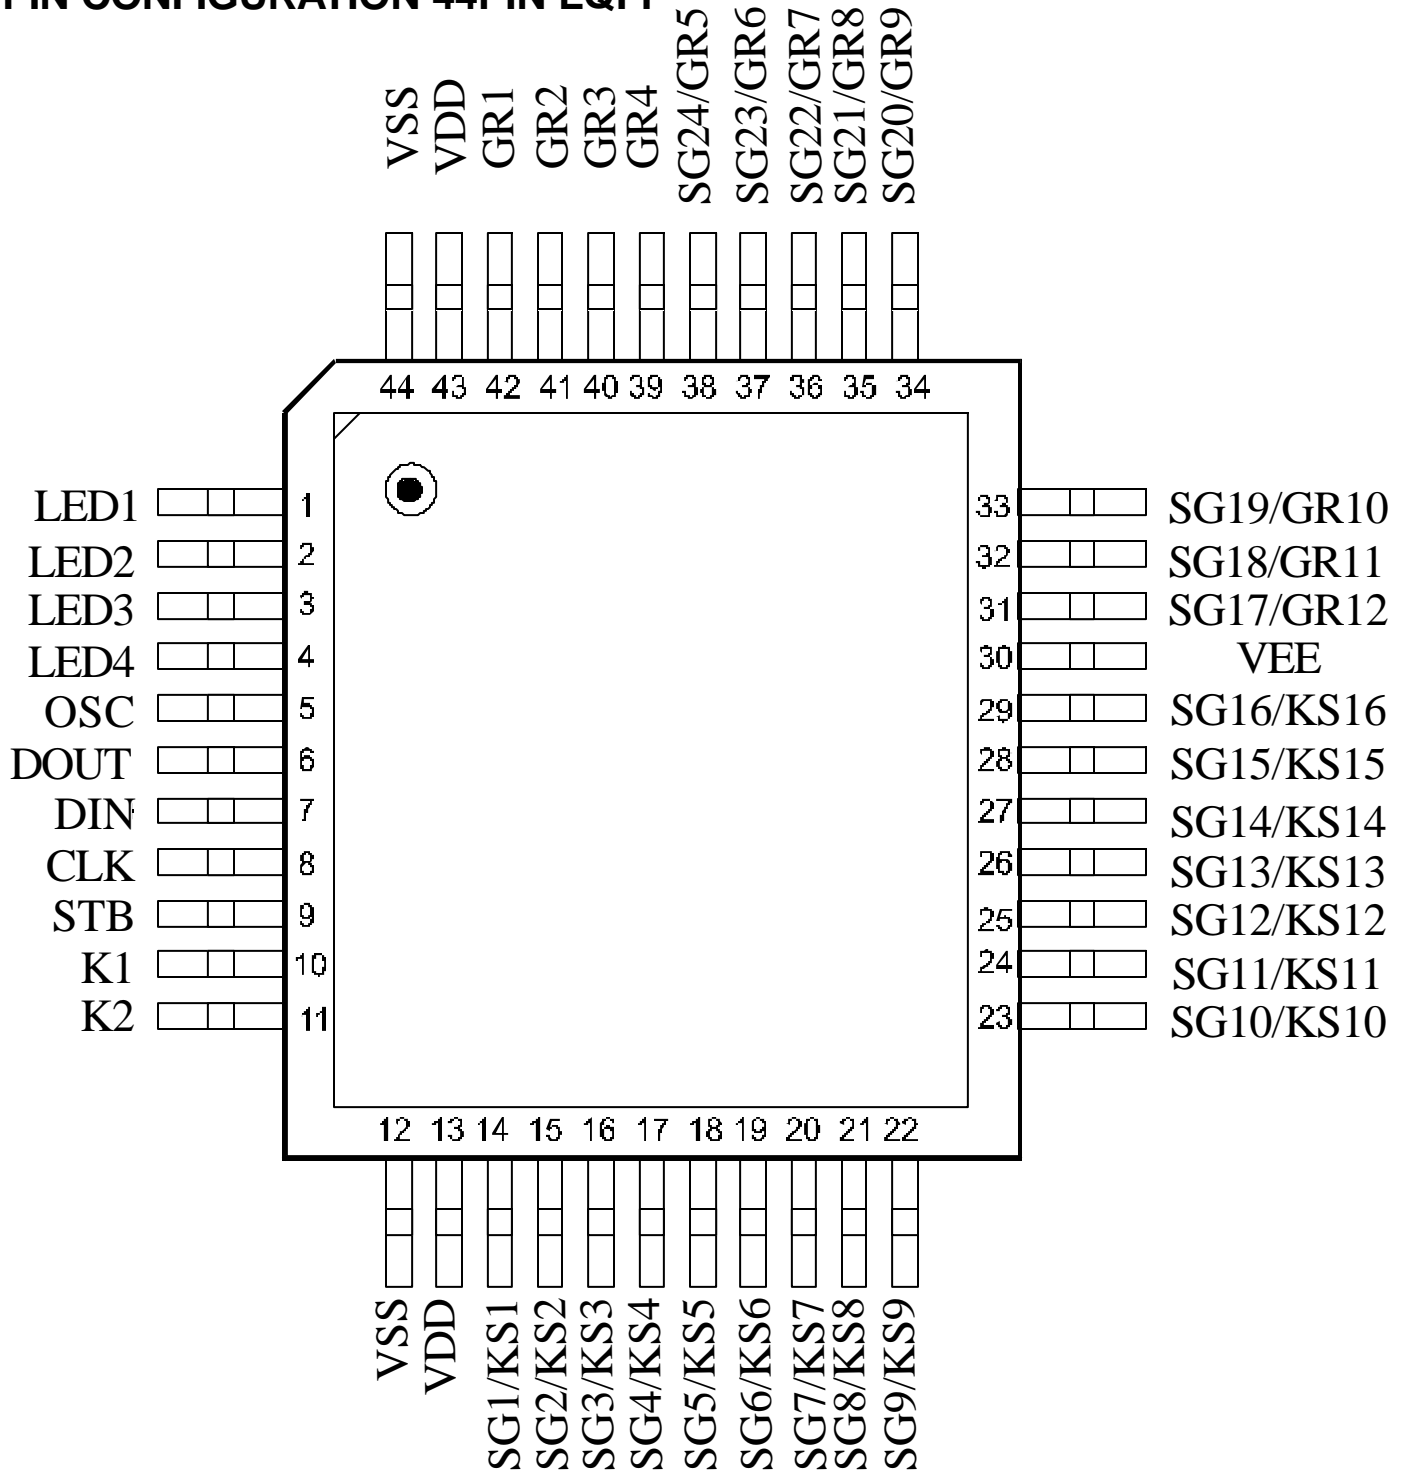 PIN CONFIGURATION 44PIN LQFP
VSS
VDD
GR1
GR2
GR3
GR4
SG24/GR5
SG23/GR6
SG22/GR7
SG21/GR8
SG20/GR9
44 43 42 41 40 39 38 37 36 35 34
LED1 1
LED2 2
LED3 3
LED4 4
OSC 5
DOUT 6
DIN 7
CLK 8
STB 9
K1 10
K2 11
33 SG19/GR10
32 SG18/GR11
31 SG17/GR12
30 VEE
29 SG16/KS16
28 SG15/KS15
27 SG14/KS14
26 SG13/KS13
25 SG12/KS12
24 SG11/KS11
23 SG10/KS10
12 13 14 15 16 17 18 19 20 21 22
VSS
VDD
SG1/KS1
SG2/KS2
SG3/KS3
SG4/KS4
SG5/KS5
SG6/KS6
SG7/KS7
SG8/KS8
SG9/KS9